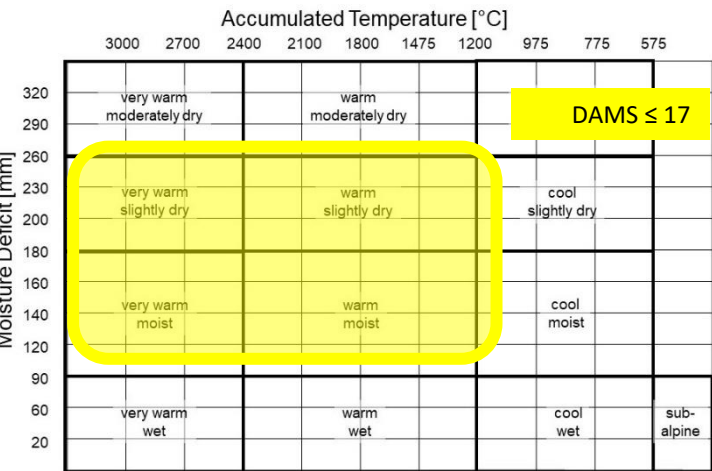 Accumulated Temperature [°C]
3000 2700 2400 2100 1800 1475 1200 975 775 575
Moisture Deficit [mm]
320
very warm
moderately dry
warm
moderately dry
DAMS ≤ 17
290
260
230
very warm
slightly dry
warm
slightly dry
cool
slightly dry
200
180
160
very warm
moist
warm
moist
cool
moist
140
120
90
60
very warm
wet
warm
wet
cool
wet
sub-
alpine
20